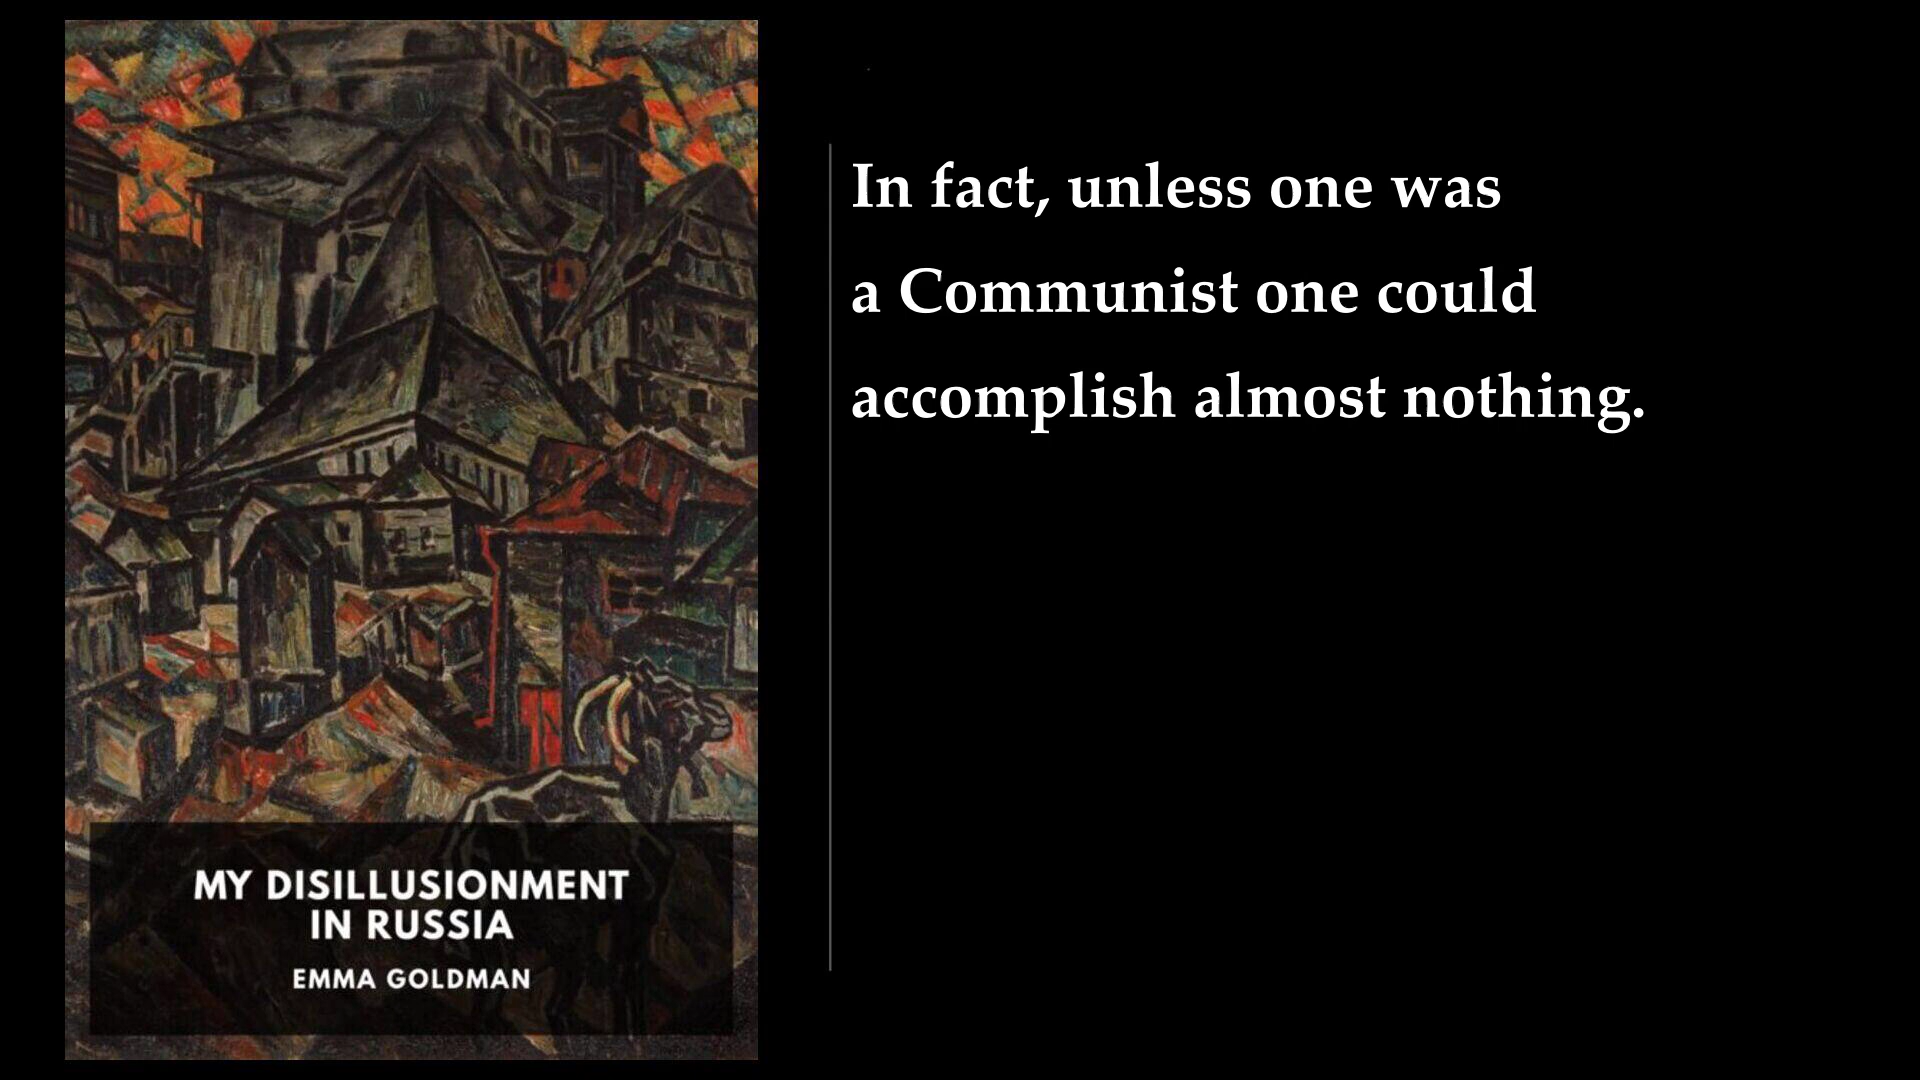 In fact, unless one was
a Communist one could
accomplish almost nothing.
MY DISILLUSIONMENT
IN RUSSIA
EMMA GOLDMAN